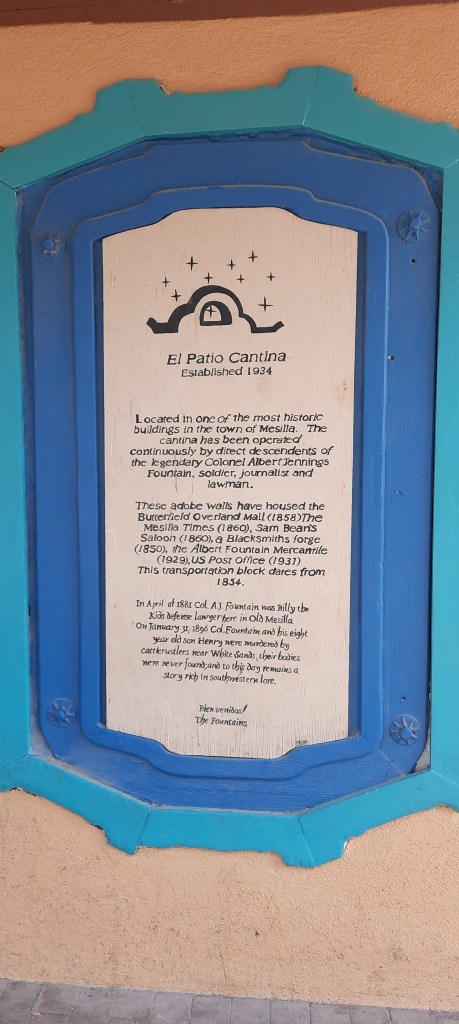 El Patio Cantina
Established 1934
Located in one of the most historic
buildings in the town of Mesilla. The
cantina has been operated
continuously by direct descendents of
the legendary Colonel Albert Jennings
Fountain, soldier, journalist and
lawman.
These adobe walls have housed the
Butterfield Overland Mail (1858)The
Mesilla Times (1860), Sam Bean's
Saloon (1860), a Blacksmiths forge
(1850), the Albert Fountain Mercantile
(1929), US Post Office (1931)
This transportation block dates from
1854.
In April of 1881 Col. A.J. Fountain was Billy the
Kids defense lawyer here in Old Mesilla
On January 31, 1896 Col. Fountain and his eight
year old son Henry were murdered by
cattlerustlers near White Sands, their bodies
were never found; and to this day remains a
story rich in southwestern lore.
Bienvenidos!
The Fountains